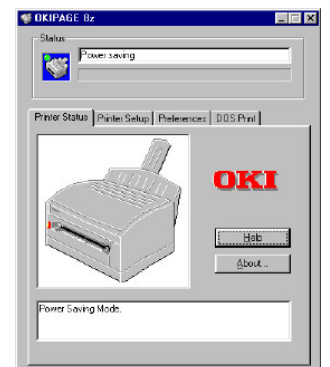 OKIPAGE 8z
Status
Power saving
Printer Status Printer Setup Preferences DOS Print
OKI
Help
About...
Power Saving Mode.